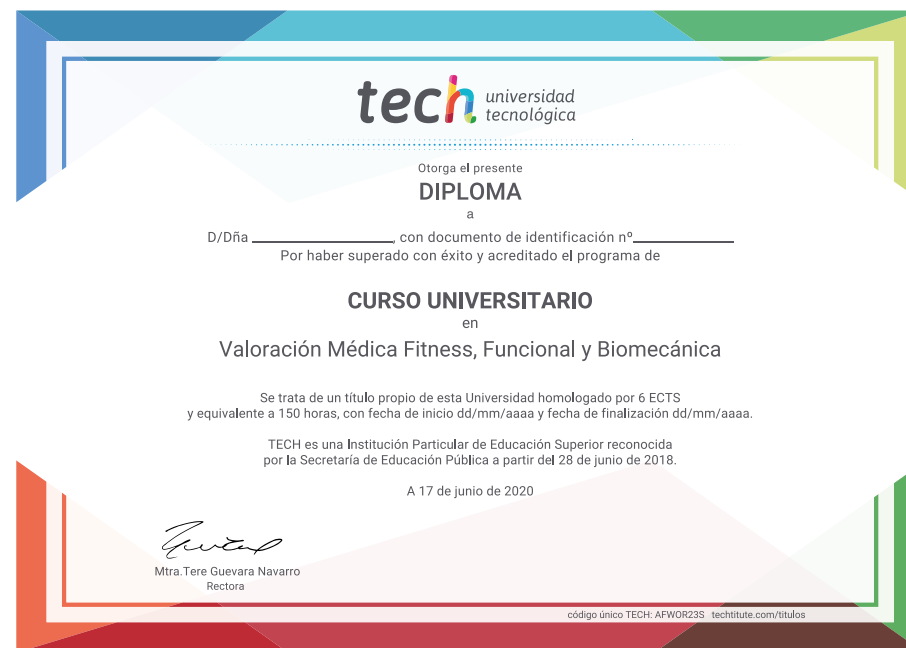 tech universidad
tecnológica
Otorga el presente
DIPLOMA
a
D/Dña ____________________, con documento de identificación nº______________
Por haber superado con éxito y acreditado el programa de
CURSO UNIVERSITARIO
en
Valoración Médica Fitness, Funcional y Biomecánica
Se trata de un título propio de esta Universidad homologado por 6 ECTS
y equivalente a 150 horas, con fecha de inicio dd/mm/aaaa y fecha de finalización dd/mm/aaaa.
TECH es una Institución Particular de Educación Superior reconocida
por la Secretaría de Educación Pública a partir del 28 de junio de 2018.
A 17 de junio de 2020
Mtra.Tere Guevara Navarro
Rectora
código único TECH: AFWOR23S techtitute.com/titulos